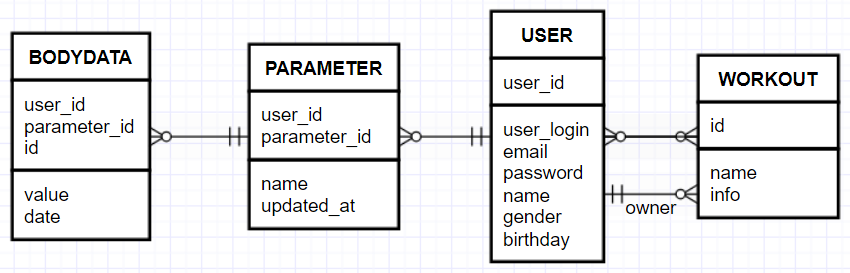 BODYDATA
user_id
parameter_id
id
value
date
PARAMETER
user_id
parameter_id
name
updated_at
USER
user_id
user_login
email
password
name
gender
birthday
owner
WORKOUT
id
name
info